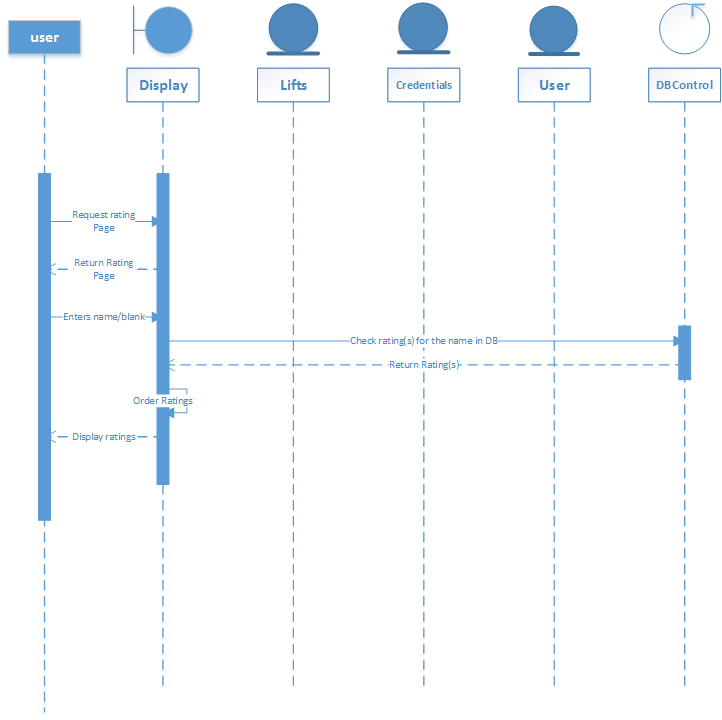 user
Display
Lifts
Credentials
User
DBControl
Request rating
Page
Return Rating
Page
Enters name/blank
Check rating(s) for the name in DB
Return Rating(s)
Order Ratings
Display ratings